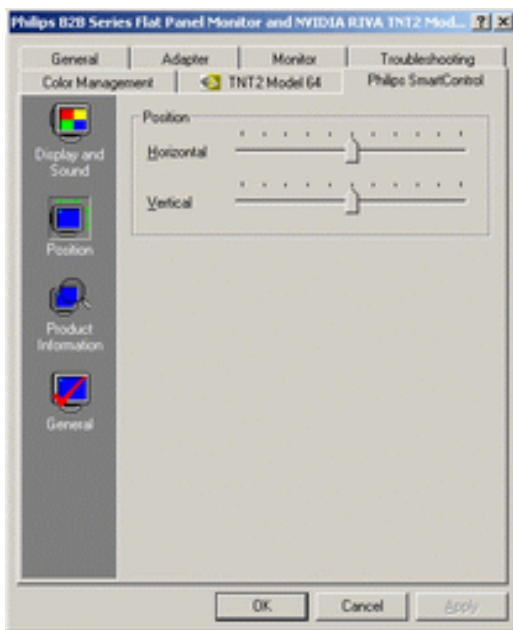 Philips B2B Series Flat Panel Monitor and NVIDIA RIVA TNT2 Mod...
General Adapter Monitor Troubleshooting
Color Management TNT2 Model 64 Philips SmartControl
Display and
Sound
Position
Product
Information
General
Position
Horizontal
Vertical
OK Cancel Apply